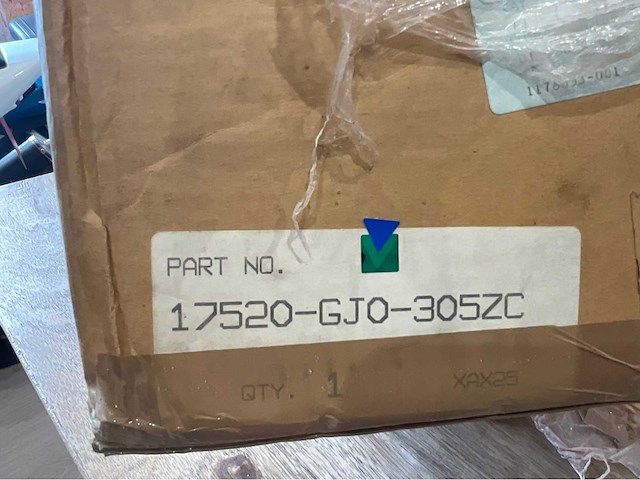 PART NO.
17520-GJ0-305ZC
QTY. 1 XAX25